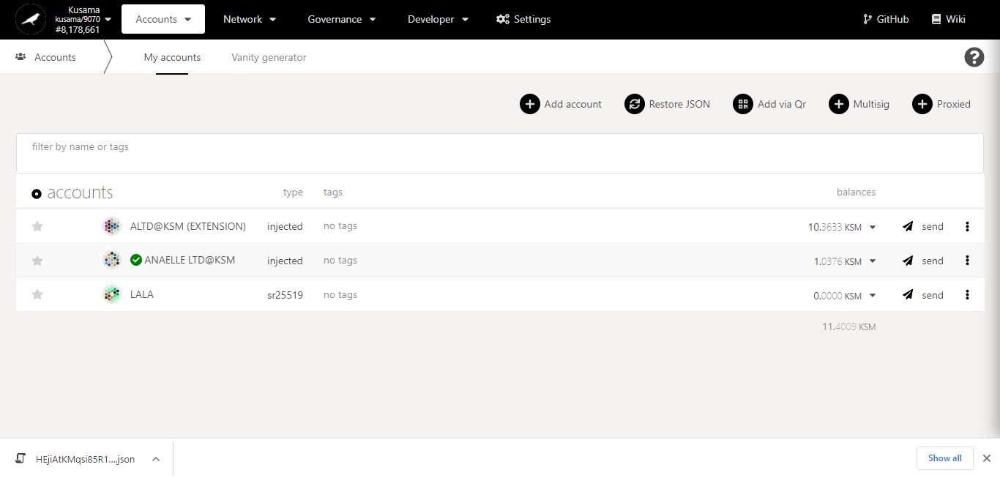 Kusama
kusama/9070
#8,178,661
Accounts
Network
Governance
Developer
Settings
GitHub
Wiki
Accounts
My accounts
Vanity generator
Add account
Restore JSON
Add via Qr
Multisig
Proxied
filter by name or tags
accounts type tags balances
ALTD@KSM (EXTENSION) injected no tags 10.3633 KSM send
ANAELLE LTD@KSM injected no tags 1.0376 KSM send
LALA sr25519 no tags 0.0000 KSM send
11.4009 KSM
HEjiAtKMqsi85R1....json
Show all